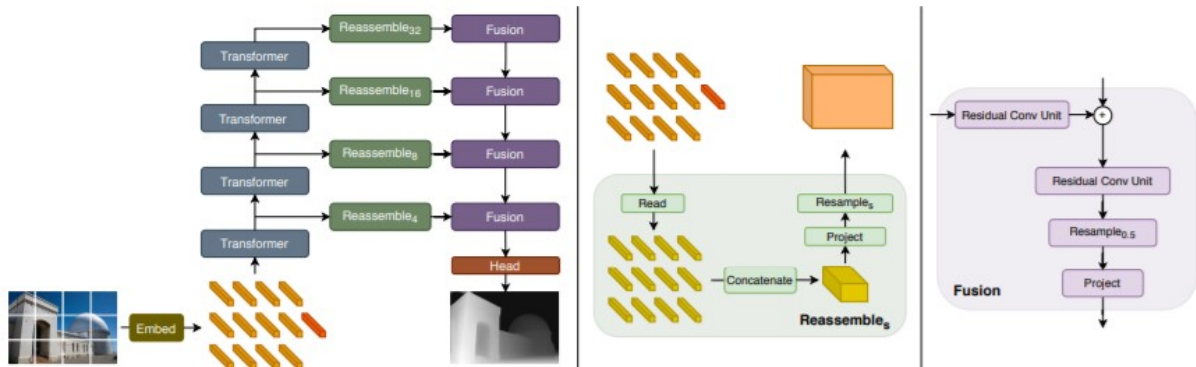 Reassemble32
Fusion
Transformer
Reassemble16
Fusion
Transformer
Reassemble8
Fusion
Transformer
Reassemble4
Fusion
Transformer
Head
Embed
Read
Resamples
Project
Concatenate
Reassembles
Residual Conv Unit
+
Residual Conv Unit
Resample0.5
Project
Fusion